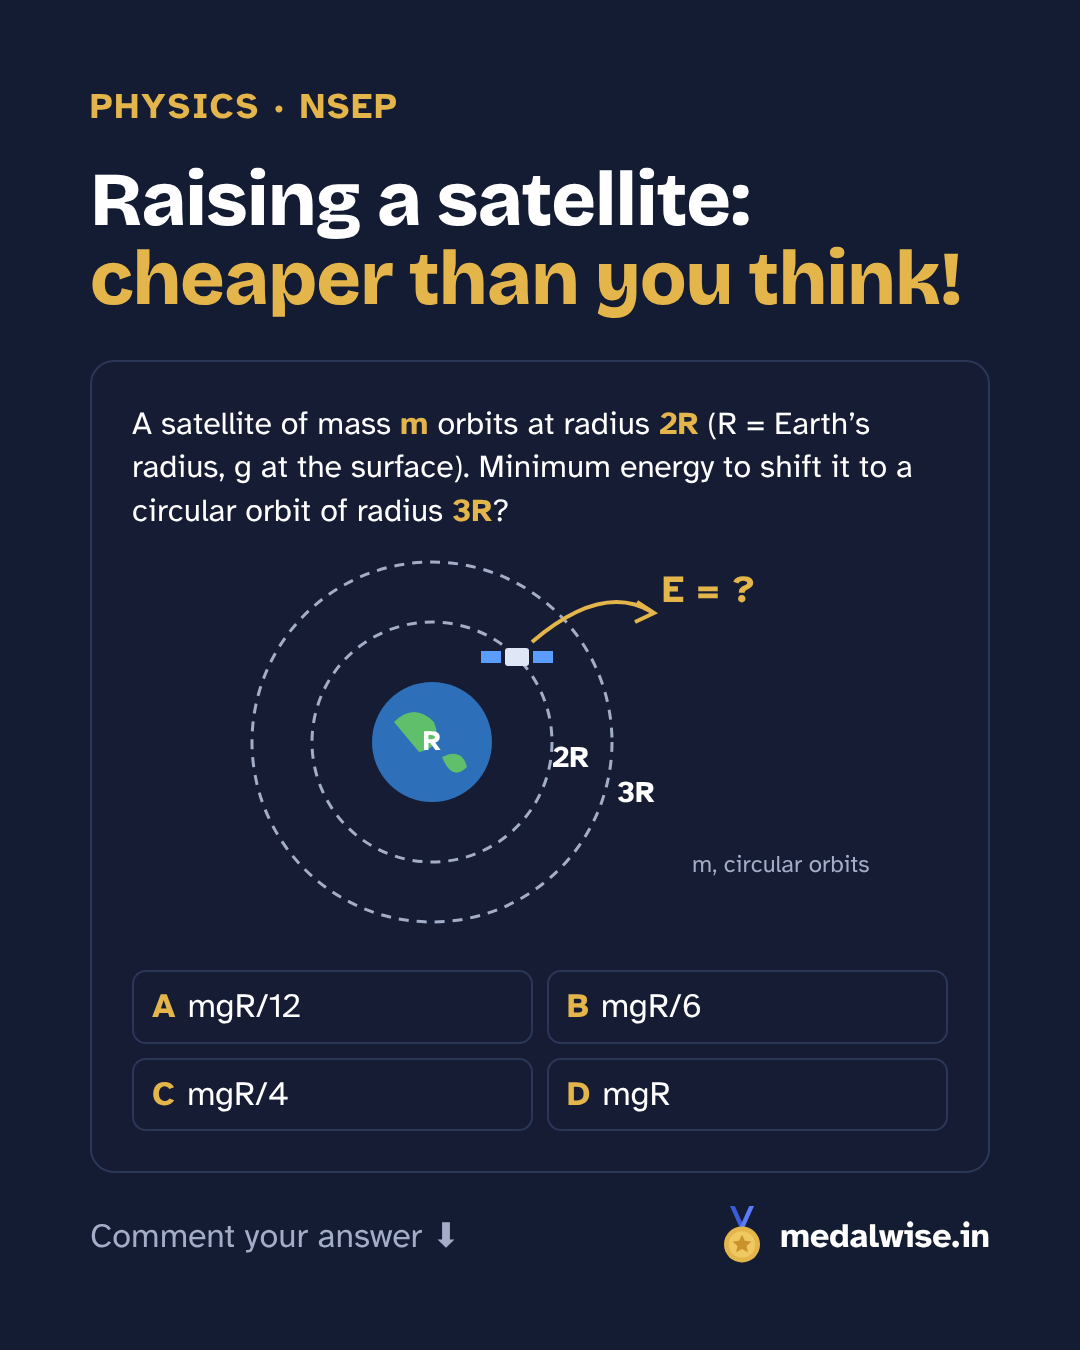 PHYSICS · NSEP
Raising a satellite:
cheaper than you think!
A satellite of mass m orbits at radius 2R (R = Earth’s
radius, g at the surface). Minimum energy to shift it to a
circular orbit of radius 3R?
E = ?
R
2R
3R
m, circular orbits
A mgR/12
B mgR/6
C mgR/4
D mgR
Comment your answer ⬇
medalwise.in